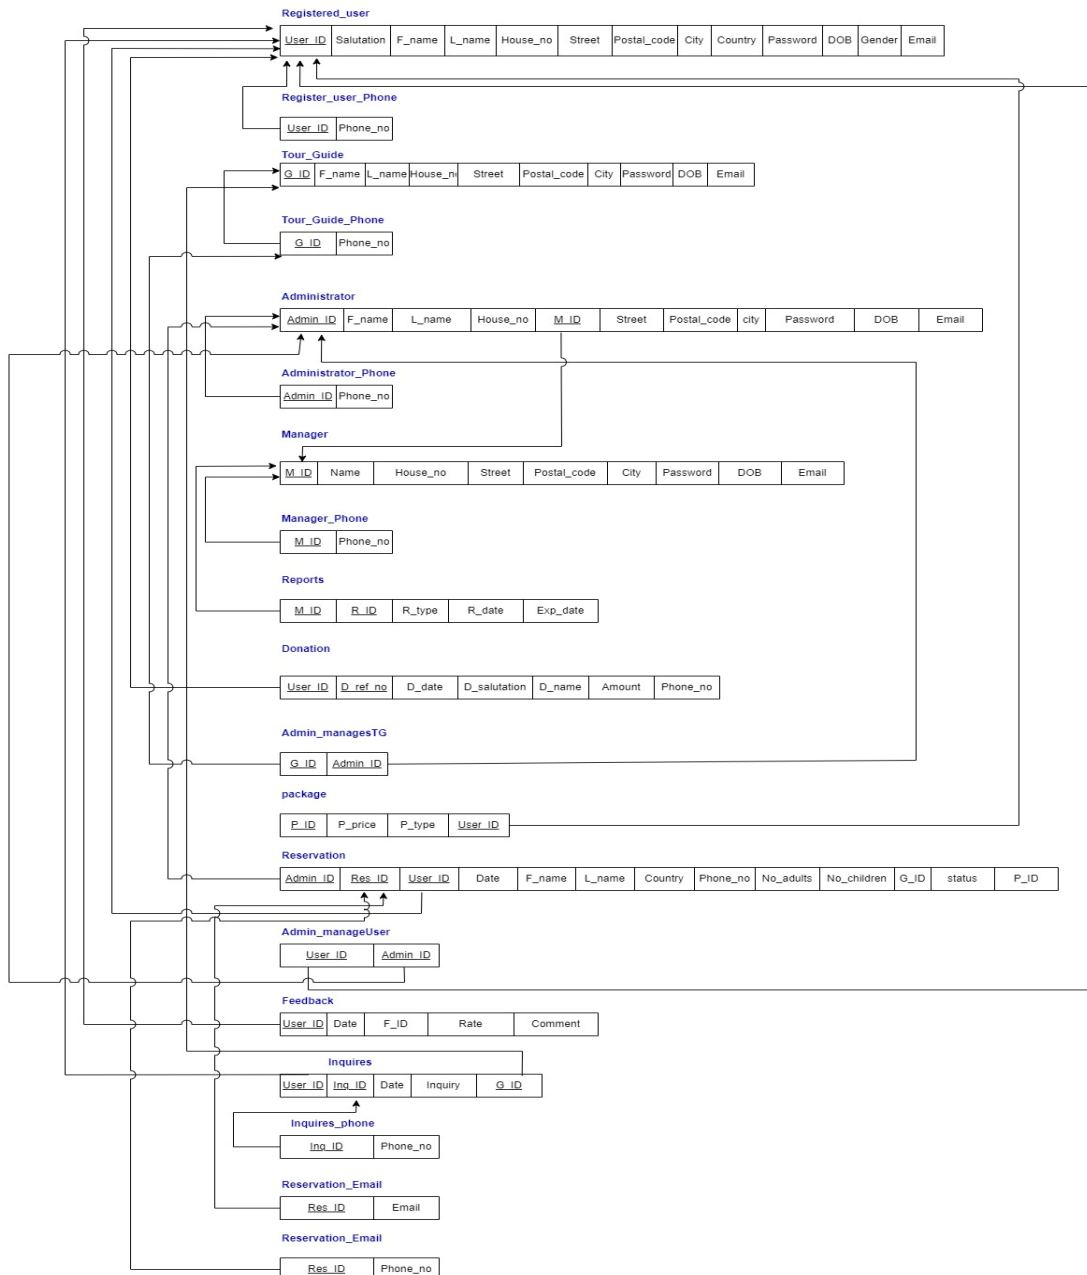 Registered_user
User_ID Salutation F_name L_name House_no Street Postal_code City Country Password DOB Gender Email
Register_user_Phone
User_ID Phone_no
Tour_Guide
G_ID F_name L_name House_no Street Postal_code City Password DOB Email
Tour_Guide_Phone
G_ID Phone_no
Administrator
Admin_ID F_name L_name House_no M_ID Street Postal_code city Password DOB Email
Administrator_Phone
Admin_ID Phone_no
Manager
M_ID Name House_no Street Postal_code City Password DOB Email
Manager_Phone
M_ID Phone_no
Reports
M_ID R_ID R_type R_date Exp_date
Donation
User_ID D_ref_no D_date D_salutation D_name Amount Phone_no
Admin_managesTG
G_ID Admin_ID
package
P_ID P_price P_type User_ID
Reservation
Admin_ID Res_ID User_ID Date F_name L_name Country Phone_no No_adults No_children G_ID status P_ID
Admin_manageUser
User_ID Admin_ID
Feedback
User_ID Date F_ID Rate Comment
Inquires
User_ID Inq_ID Date Inquiry G_ID
Inquires_phone
Inq_ID Phone_no
Reservation_Email
Res_ID Email
Reservation_Email
Res_ID Phone_no